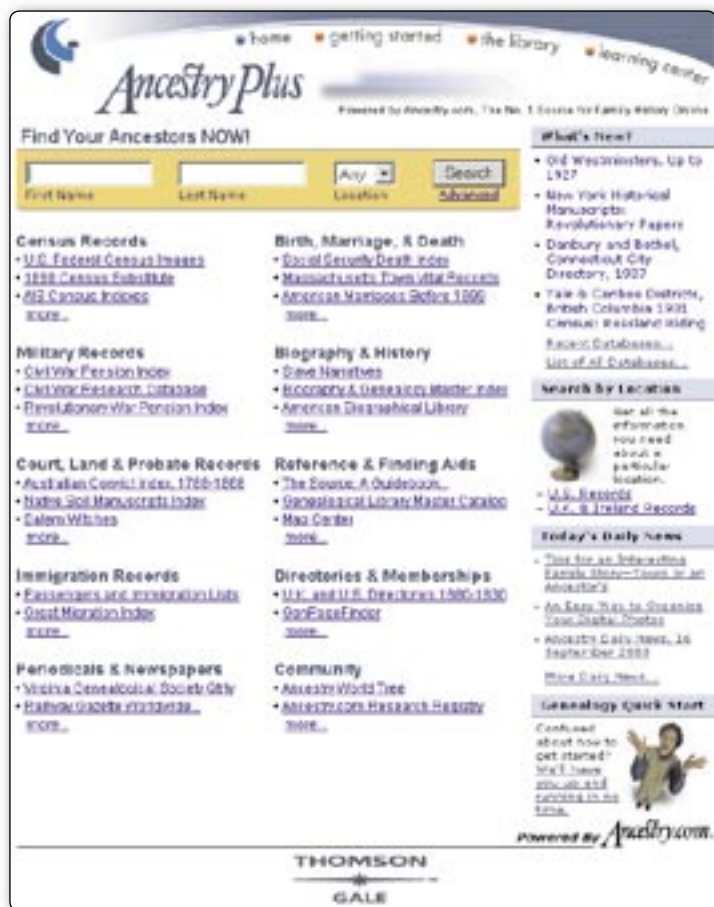 home getting started the library learning center
Ancestry Plus
Powered by Ancestry.com, The No. 1 Source for Family History Online
Find Your Ancestors NOW!
Any Search
First Name Last Name Location Advanced
Census Records
• U.S. Federal Census Images
• 1890 Census Substitute
• AIS Census Indexes
more...
Birth, Marriage, & Death
• Social Security Death Index
• Massachusetts Town Vital Records
• American Marriages Before 1699
more...
Military Records
• Civil War Pension Index
• Civil War Research Database
• Revolutionary War Pension Index
more...
Biography & History
• Slave Narratives
• Biography & Genealogy Master Index
• American Biographical Library
more...
Court, Land & Probate Records
• Australian Convict Index, 1788-1868
• Native Soil Manuscripts Index
• Salem Witches
more...
Reference & Finding Aids
• The Source: A Guidebook...
• Genealogical Library Master Catalog
• Map Center
more...
Immigration Records
• Passengers and Immigration Lists
• Great Migration Index
more...
Directories & Memberships
• U.K. and U.S. Directories 1680-1830
• GenPageFinder
more...
Periodicals & Newspapers
• Virginia Genealogical Society Qtrly
• Railway Gazette Worldwide...
more...
Community
• Ancestry World Tree
• Ancestry.com Research Registry
more...
What's New?
• Old Westminsters, Up to
1927
• New York Historical
Manuscripts:
Revolutionary Papers
• Danbury and Bethel,
Connecticut City
Directory, 1937
• Yale & Cariboo Districts,
British Columbia 1901
Census: Rossland Riding
Recent Databases...
List of All Databases...
Search by Location
Get all the
information
you need
about a
particular
location.
- U.S. Records
- U.K. & Ireland Records
Today's Daily News
- Tips for an Interesting
Family Story—Yours or an
Ancestor's
- An Easy Way to Organize
Your Digital Photos
- Ancestry Daily News, 16
September 2003
More Daily News...
Genealogy Quick Start
Confused
about how to
get started?
We'll have
you up and
running in no
time.
Powered By Ancestry.com.
THOMSON
GALE